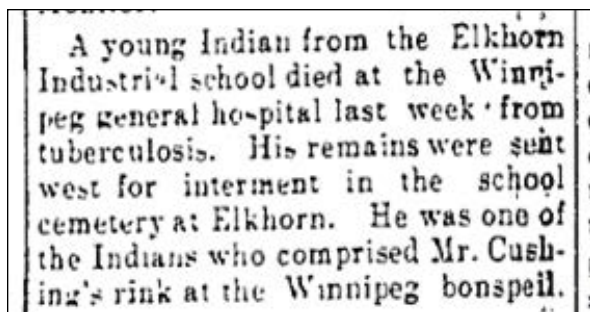 A young Indian from the Elkhorn
Industrial school died at the Winni-
peg general hospital last week from
tuberculosis. His remains were sent
west for interment in the school
cemetery at Elkhorn. He was one of
the Indians who comprised Mr. Cush-
ing's rink at the Winnipeg bonspeil.